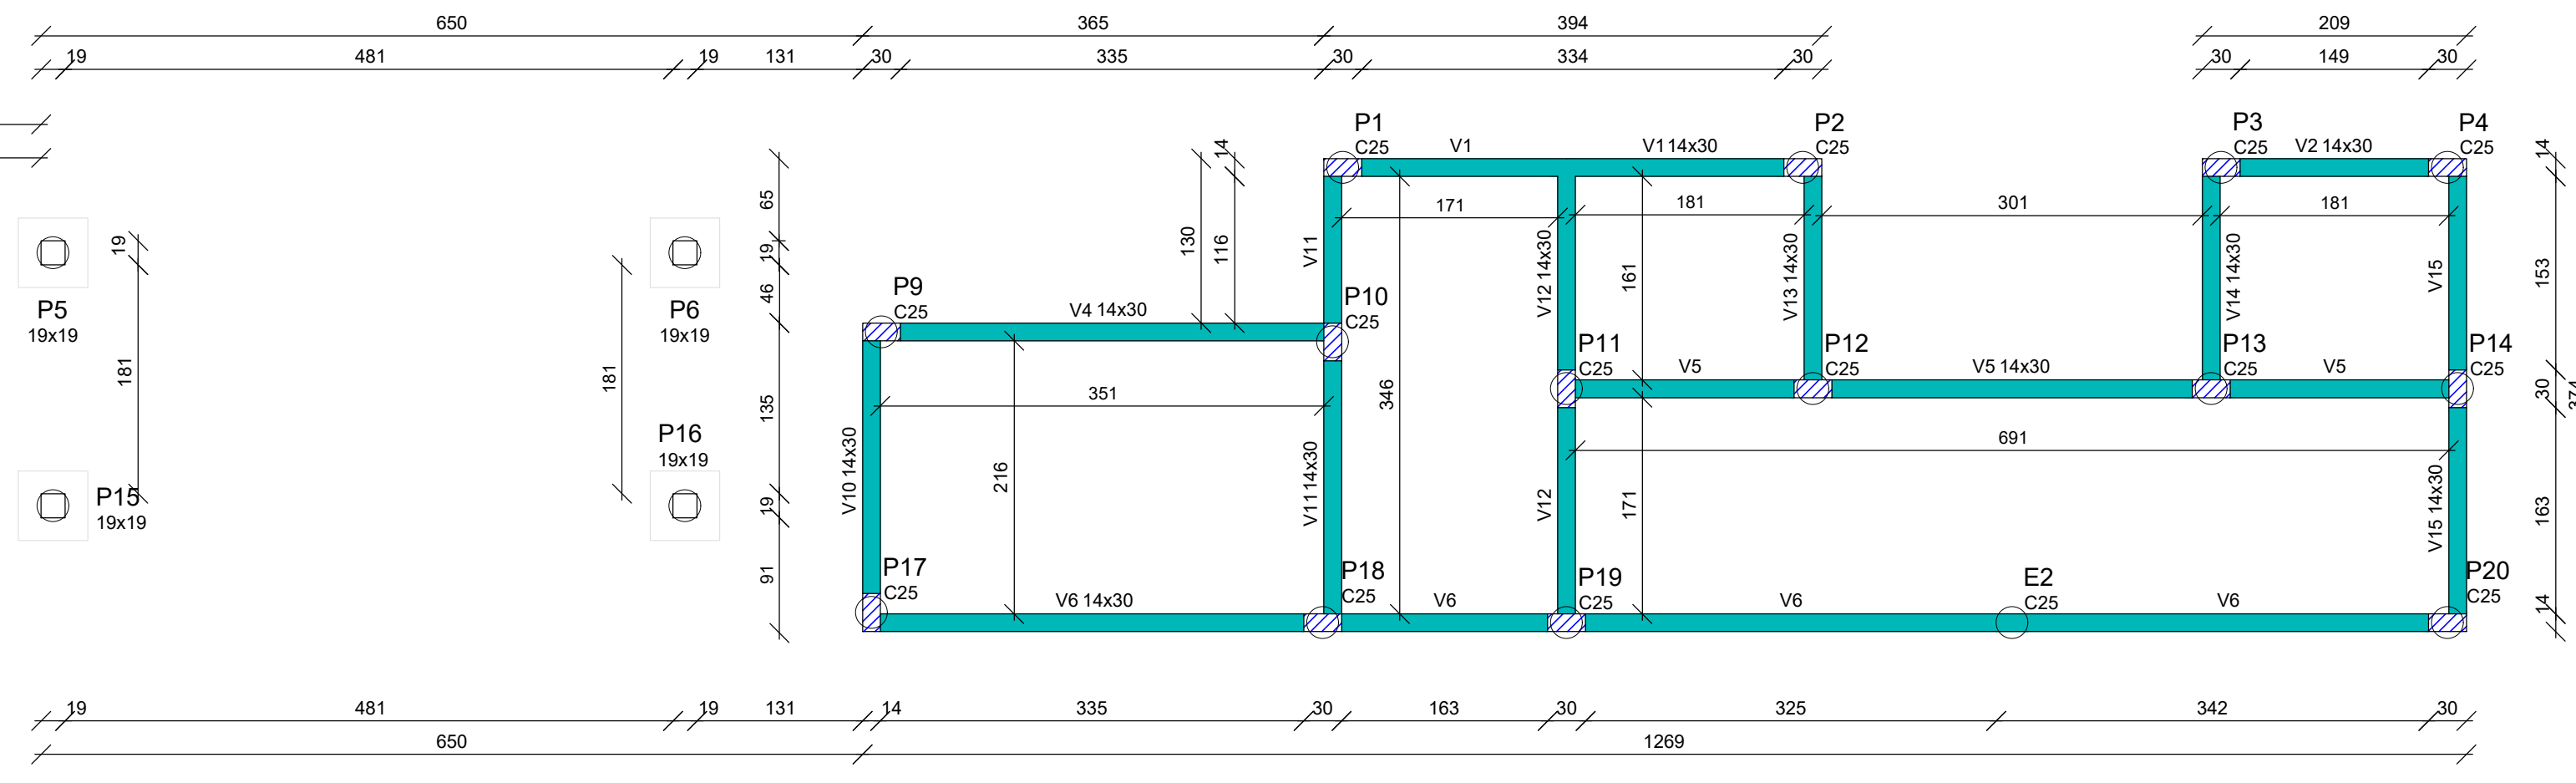 650
365
394
209
19
481
19
131
30
335
30
334
30
30
149
30
P1
C25
V1
V1 14x30
P2
C25
P3
C25
V2 14x30
P4
C25
14
14
65
130
116
19
46
19
V11
171
181
301
181
V12 14x30
161
V13 14x30
V14 14x30
V15
153
P5
19x19
P6
19x19
P9
C25
V4 14x30
P10
C25
181
181
346
P11
C25
V5
P12
C25
V5 14x30
P13
C25
V5
P14
C25
30
374
351
135
P16
19x19
691
V10 14x30
216
V11 14x30
P15
19x19
19
V12
171
V15 14x30
163
91
P17
C25
V6 14x30
P18
C25
V6
P19
C25
V6
E2
C25
V6
P20
C25
14
19
481
19
131
14
335
30
163
30
325
342
30
650
1269